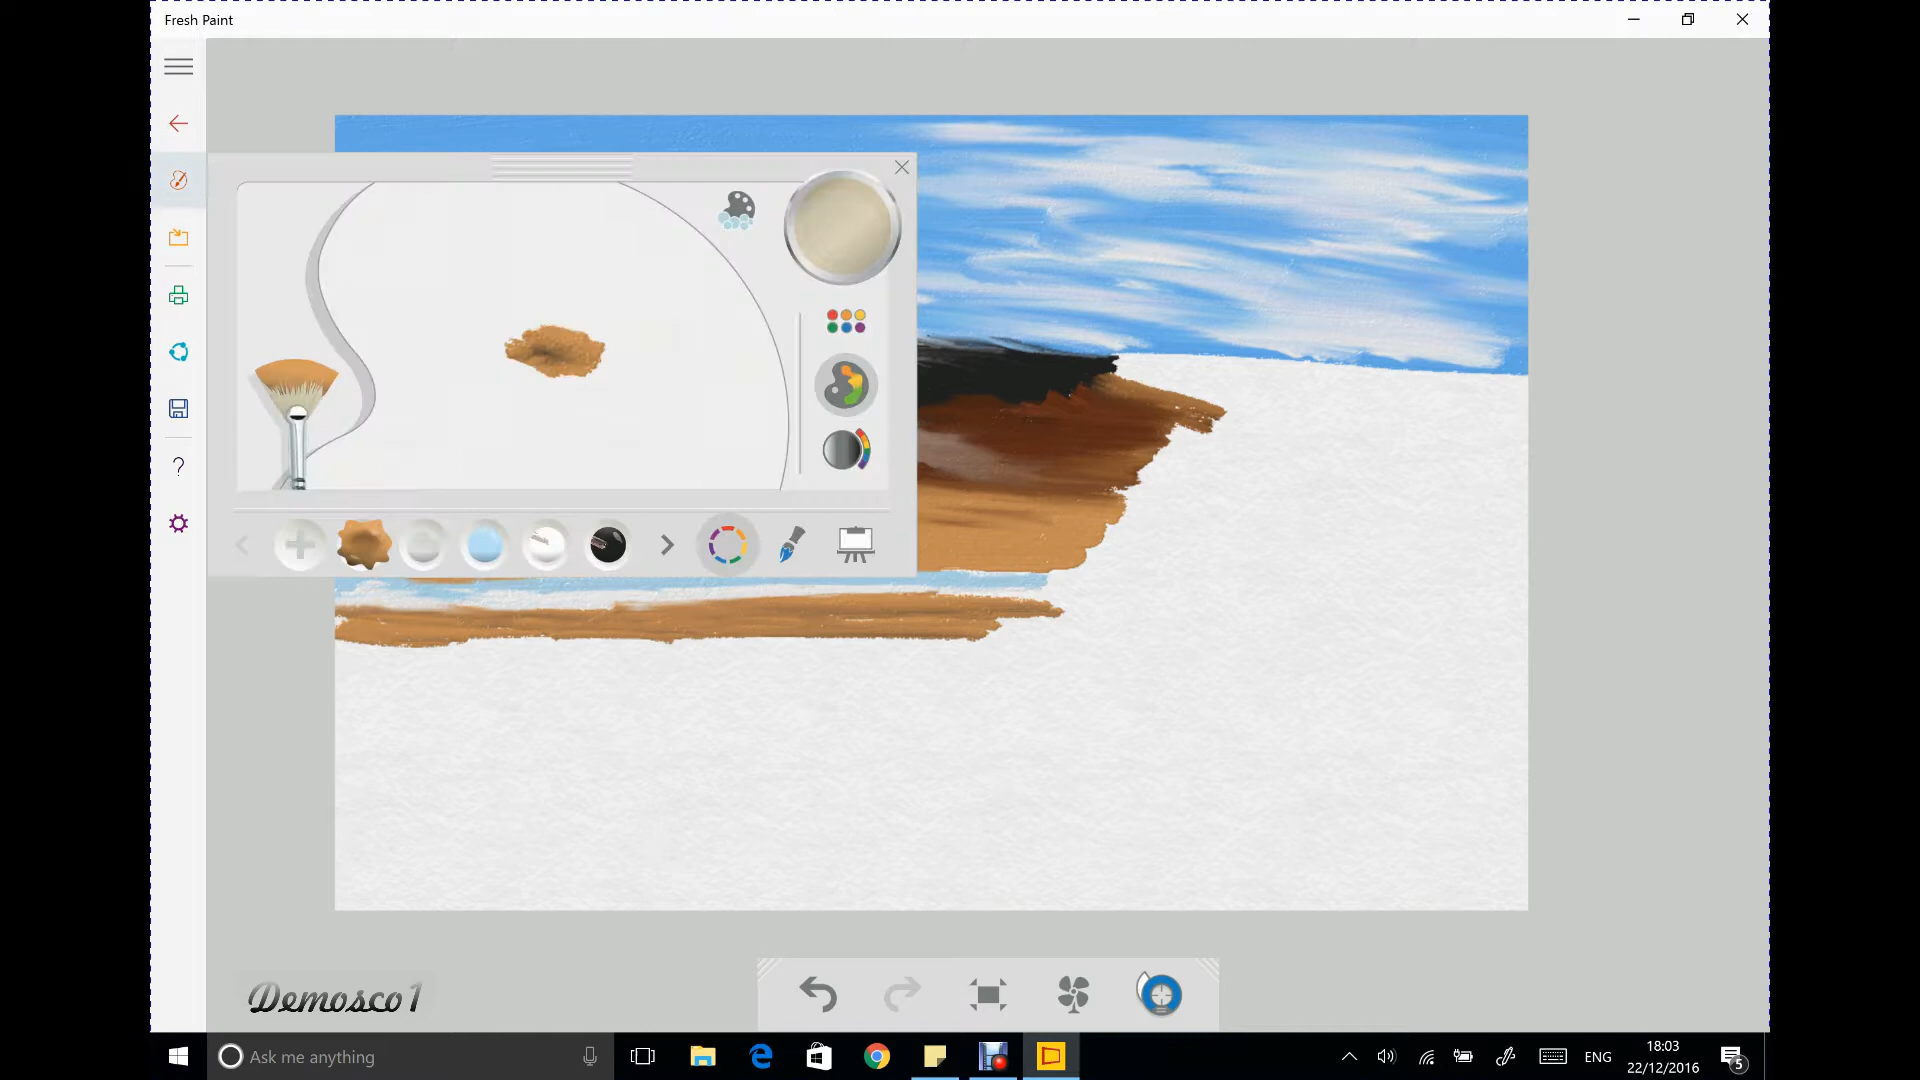 Fresh Paint
?
Demosco1
Ask me anything
ENG
18:03
22/12/2016
5